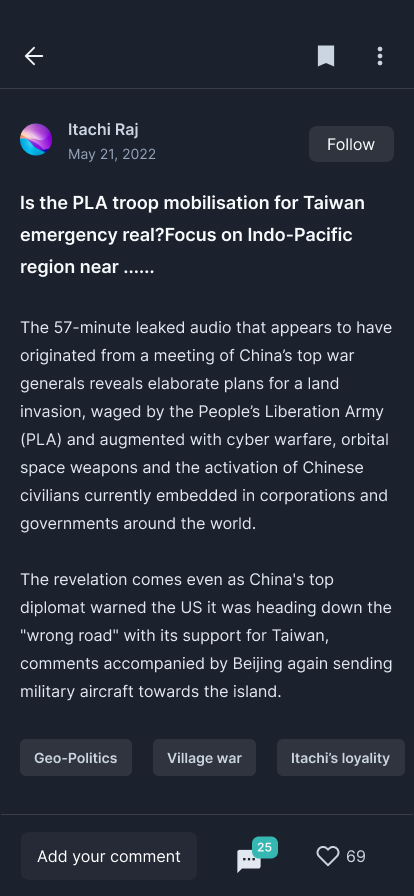 Itachi Raj
May 21, 2022
Follow
Is the PLA troop mobilisation for Taiwan
emergency real?Focus on Indo-Pacific
region near ......
The 57-minute leaked audio that appears to have
originated from a meeting of China’s top war
generals reveals elaborate plans for a land
invasion, waged by the People’s Liberation Army
(PLA) and augmented with cyber warfare, orbital
space weapons and the activation of Chinese
civilians currently embedded in corporations and
governments around the world.
The revelation comes even as China's top
diplomat warned the US it was heading down the
"wrong road" with its support for Taiwan,
comments accompanied by Beijing again sending
military aircraft towards the island.
Geo-Politics
Village war
Itachi’s loyality
Add your comment
25
69